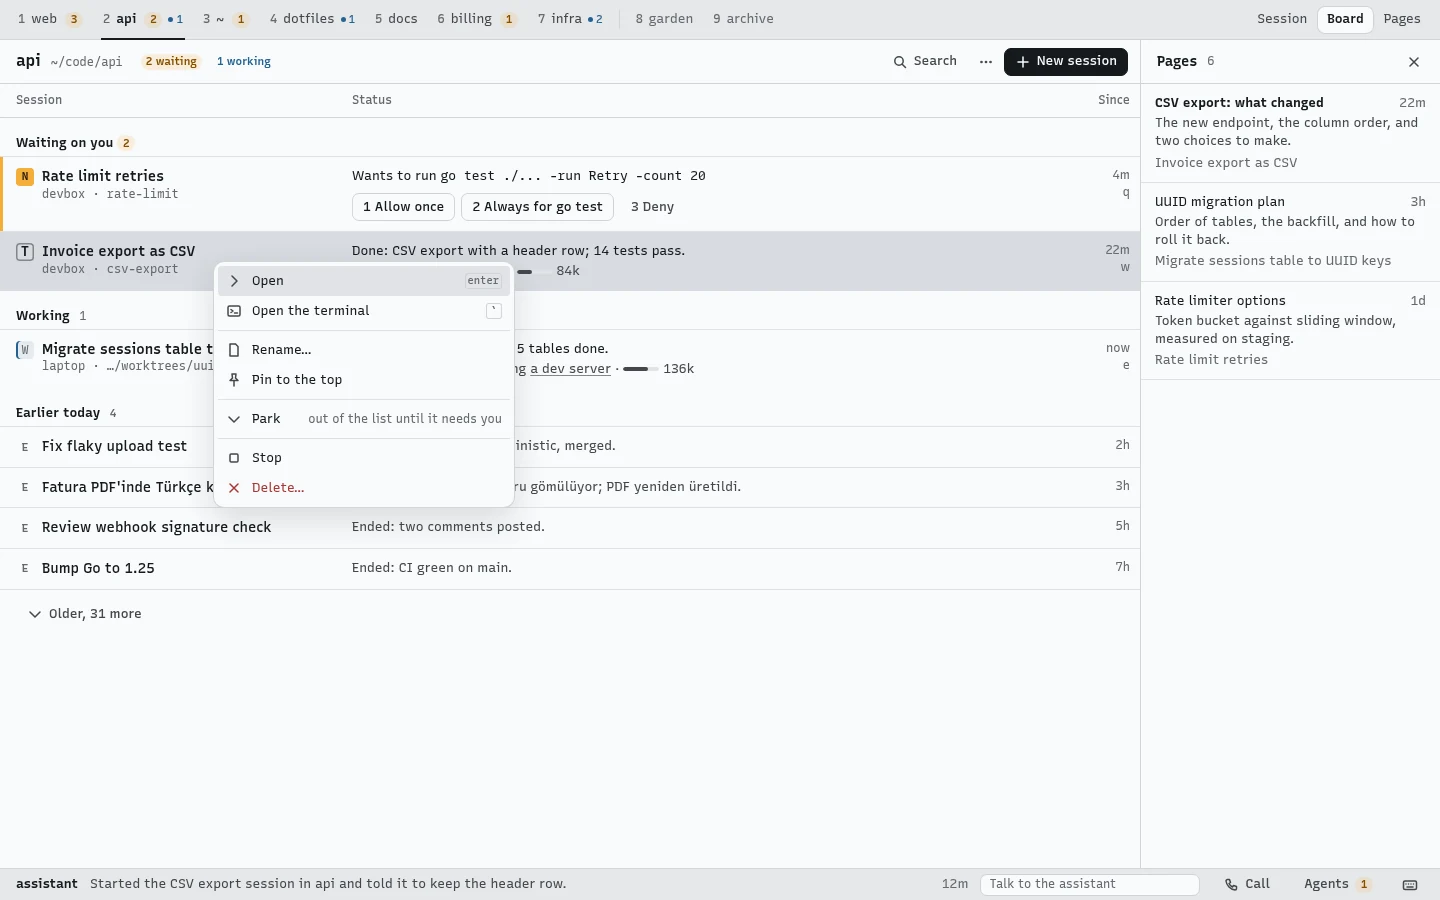 1 web 3 2 api 2 •1 3 ~ 1 4 dotfiles •1 5 docs 6 billing 1 7 infra •2 8 garden 9 archive Session Board Pages
api ~/code/api 2 waiting 1 working Search ··· + New session
Pages 6
Session Status Since
Waiting on you 2
N Rate limit retries Wants to run go test ./... -run Retry -count 20 4m
devbox · rate-limit q
1 Allow once 2 Always for go test 3 Deny
T Invoice export as CSV Done: CSV export with a header row; 14 tests pass. 22m
devbox · csv-export 84k w
Open enter
Open the terminal `
Rename…
Pin to the top
Park out of the list until it needs you
Stop
Delete…
Working 1
W Migrate sessions table t 5 tables done. now
laptop · …/worktrees/uui ng a dev server · 136k e
Earlier today 4
E Fix flaky upload test inistic, merged. 2h
E Fatura PDF'inde Türkçe k ru gömülüyor; PDF yeniden üretildi. 3h
E Review webhook signature check Ended: two comments posted. 5h
E Bump Go to 1.25 Ended: CI green on main. 7h
Older, 31 more
CSV export: what changed 22m
The new endpoint, the column order, and
two choices to make.
Invoice export as CSV
UUID migration plan 3h
Order of tables, the backfill, and how to
roll it back.
Migrate sessions table to UUID keys
Rate limiter options 1d
Token bucket against sliding window,
measured on staging.
Rate limit retries
assistant Started the CSV export session in api and told it to keep the header row. 12m Talk to the assistant Call Agents 1